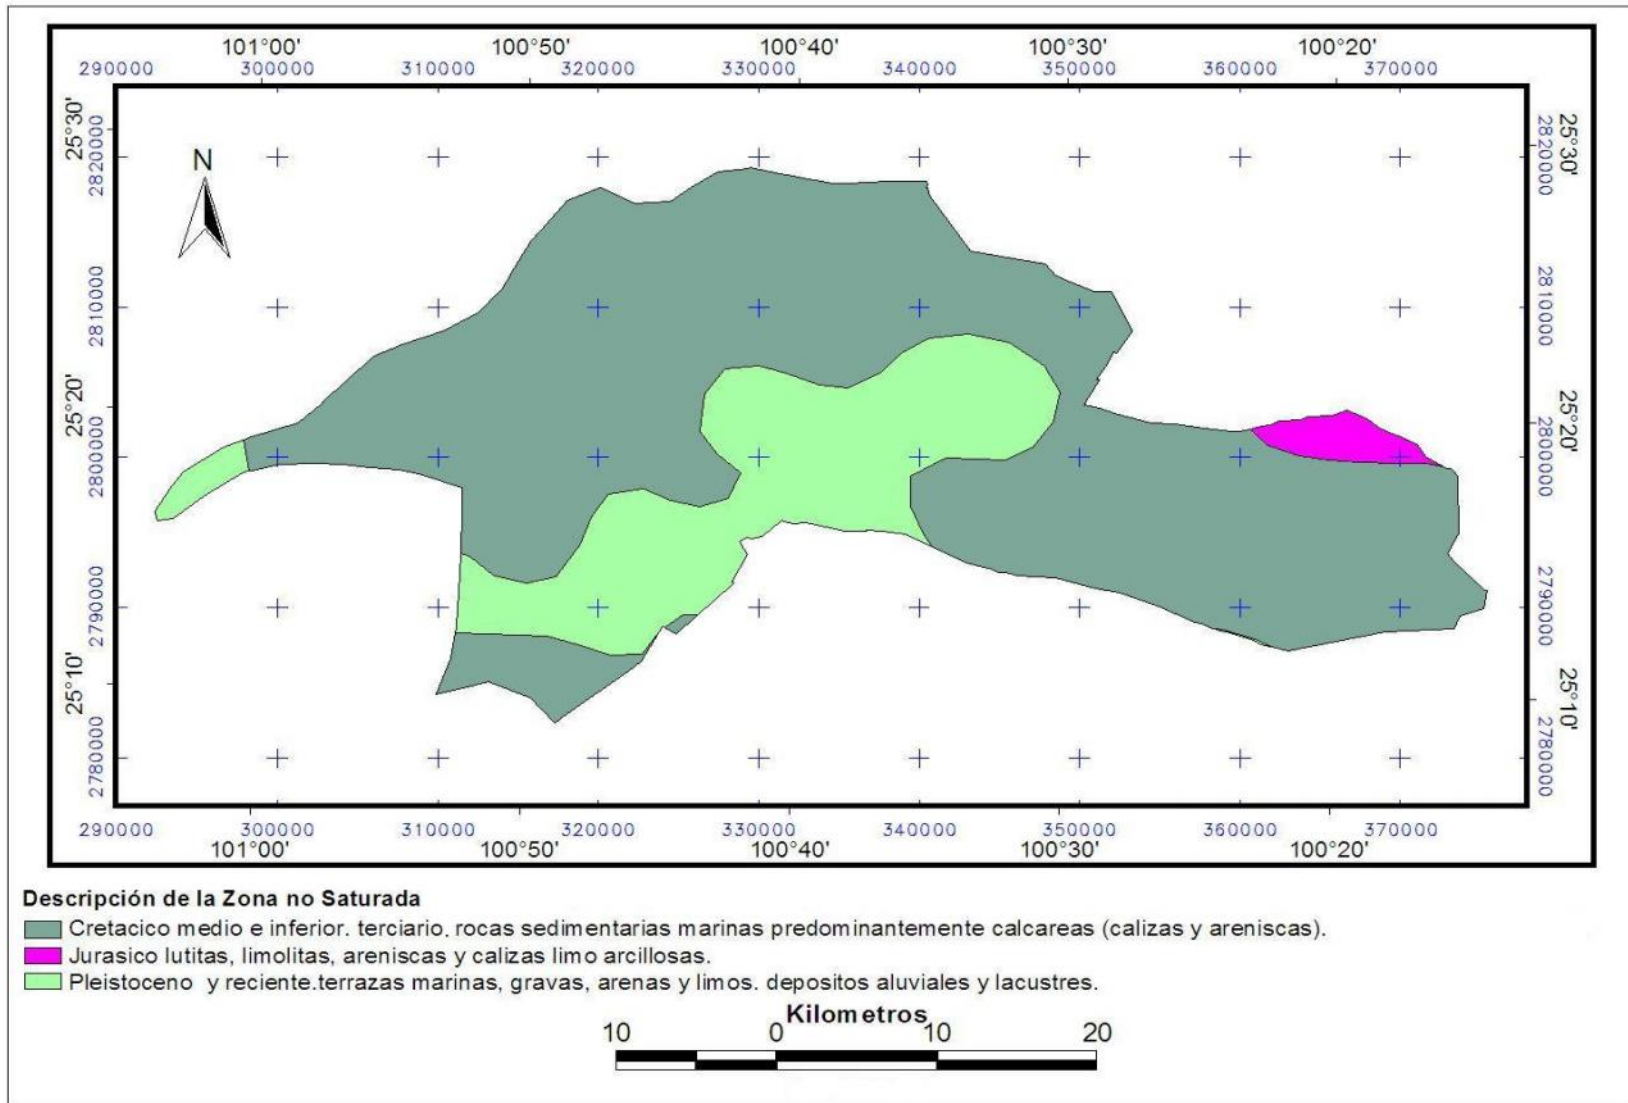 101°00' 100°50' 100°40' 100°30' 100°20'
290000 300000 310000 320000 330000 340000 350000 360000 370000
25°30' 2820000 2820000 25°30'
N
2810000 2810000
25°20' 2800000 2800000 25°20'
2790000 2790000
25°10' 25°10'
2780000 2780000
290000 300000 310000 320000 330000 340000 350000 360000 370000
101°00' 100°50' 100°40' 100°30' 100°20'
Descripción de la Zona no Saturada
Cretacico medio e inferior. terciario, rocas sedimentarias marinas predominantemente calcareas (calizas y areniscas).
Jurasico lutitas, limolitas, areniscas y calizas limo arcillosas.
Pleistoceno y reciente.terrazas marinas, gravas, arenas y limos. depositos aluviales y lacustres.
Kilometros
10 0 10 20